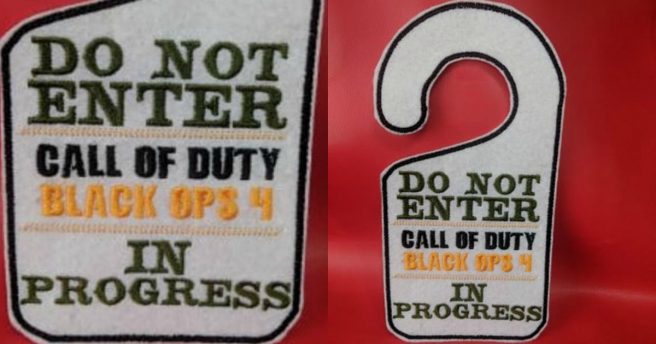 DO NOT
ENTER
CALL OF DUTY
BLACK OPS 4
IN
PROGRESS
DO NOT
ENTER
CALL OF DUTY
BLACK OPS 4
IN
PROGRESS